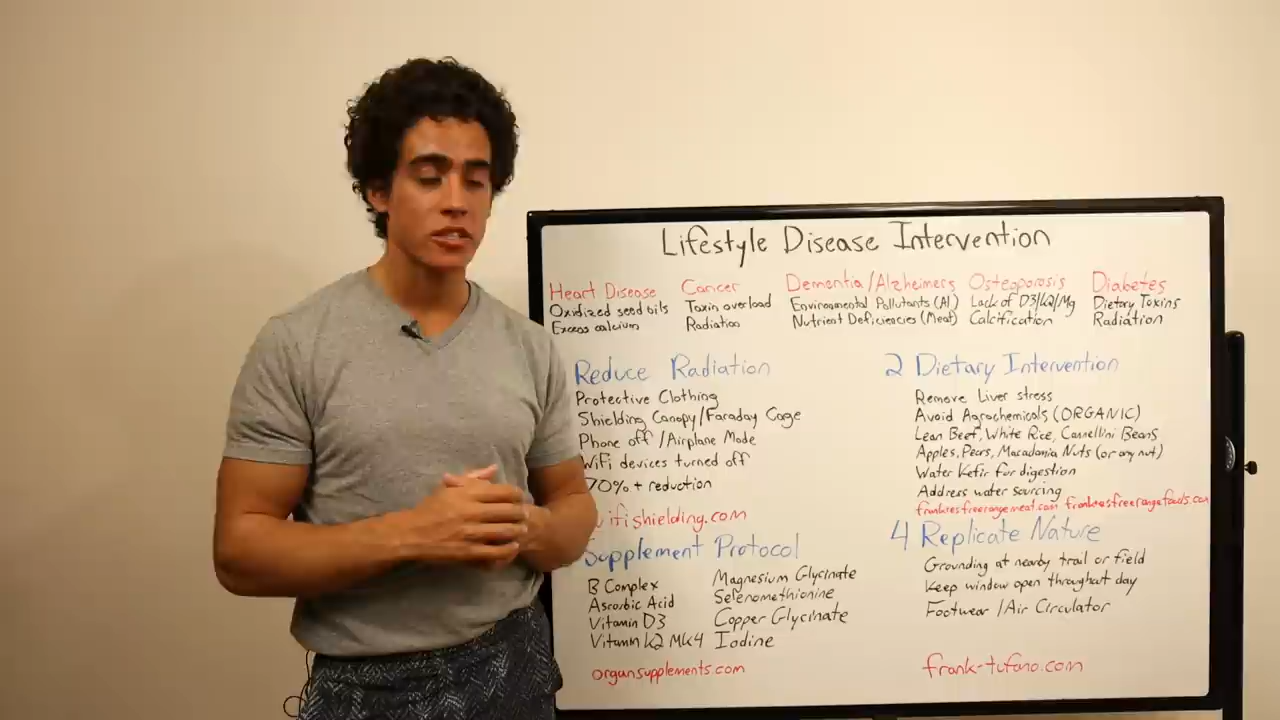 Lifestyle Disease Intervention
Heart Disease
Oxidized seed oils
Excess calcium
Cancer
Toxin overload
Radiation
Dementia/Alzheimers
Environmental Pollutants (Al)
Nutrient Deficiencies (Meat)
Osteoporosis
Lack of D3/K2/Mg
Calcification
Diabetes
Dietary Toxins
Radiation
Reduce Radiation
Protective Clothing
Shielding Canopy/Faraday Cage
Phone off/Airplane Mode
WiFi devices turned off
70%+ reduction
wifishielding.com
2 Dietary Intervention
Remove Liver stress
Avoid Agrochemicals (ORGANIC)
Lean Beef, White Rice, Cannellini Beans
Apples, Pears, Macadamia Nuts (or any nut)
Water Kefir for digestion
Address water sourcing
frankiesfreerangemeat.com frankiesfreerangefoods.com
Supplement Protocol
B Complex
Ascorbic Acid
Vitamin D3
Vitamin K2 MK4
Magnesium Glycinate
Selenomethionine
Copper Glycinate
Iodine
organsupplements.com
4 Replicate Nature
Grounding at nearby trail or field
Keep window open throughout day
Footwear/Air Circulator
frank-tufano.com